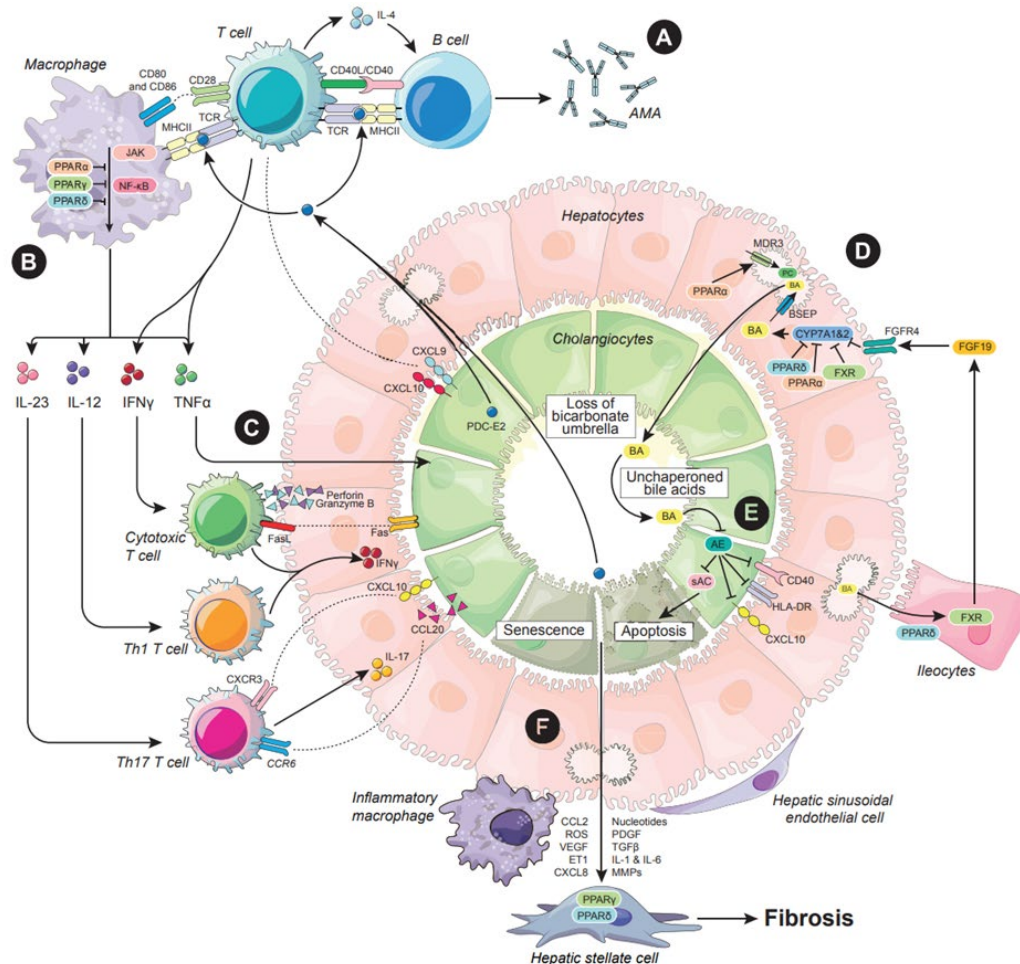 T cell
IL-4
B cell
A
Macrophage
CD80
and CD86
CD28
CD40L/CD40
AMA
TCR
MHCII
TCR
MHCII
JAK
PPARα
PPARγ
NF-κB
PPARδ
B
Hepatocytes
MDR3
D
PC
BA
PPARα
BSEP
BA
CYP7A1&2
FGFR4
FGF19
PPARδ
FXR
PPARα
Cholangiocytes
CXCL9
CXCL10
PDC-E2
Loss of
bicarbonate
umbrella
BA
Unchaperoned
bile acids
BA
IL-23
IL-12
IFNγ
TNFα
C
Perforin
Granzyme B
FasL
Fas
Cytotoxic
T cell
IFNγ
E
AE
sAC
CD40
HLA-DR
CXCL10
BA
FXR
PPARδ
Ileocytes
CXCL10
CCL20
Senescence
Apoptosis
Th1 T cell
IL-17
CXCR3
CCR6
Th17 T cell
F
Inflammatory
macrophage
Hepatic sinusoidal
endothelial cell
CCL2
ROS
VEGF
ET1
CXCL8
Nucleotides
PDGF
TGFβ
IL-1 & IL-6
MMPs
PPARγ
PPARδ
Fibrosis
Hepatic stellate cell